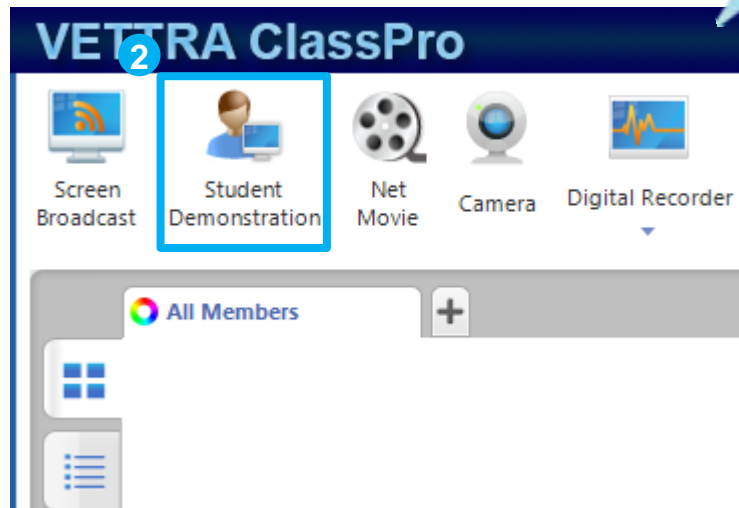 VETTRA ClassPro
2
Screen
Broadcast
Student
Demonstration
Net
Movie
Camera
Digital Recorder
All Members